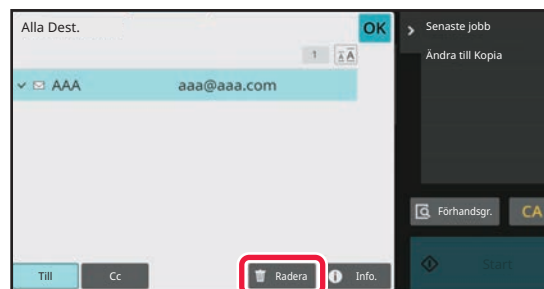 Alla Dest.
OK
1
AAA aaa@aaa.com
Till
Cc
Radera
Info.
Senaste jobb
Ändra till Kopia
Förhandsgr.
CA
Start